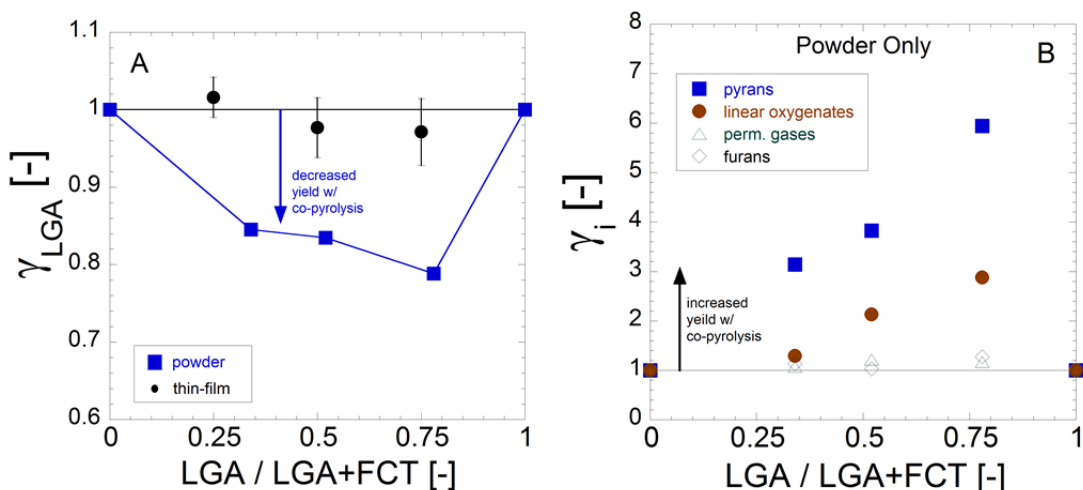 A
γLGA [-]
1.1
1
0.9
0.8
0.7
0.6
decreased
yield w/
co-pyrolysis
powder
thin-film
0 0.25 0.5 0.75 1
LGA / LGA+FCT [-]
Powder Only
B
γi [-]
8
7
6
5
4
3
2
1
0
pyrans
linear oxygenates
perm. gases
furans
increased
yeild w/
co-pyrolysis
0 0.25 0.5 0.75 1
LGA / LGA+FCT [-]